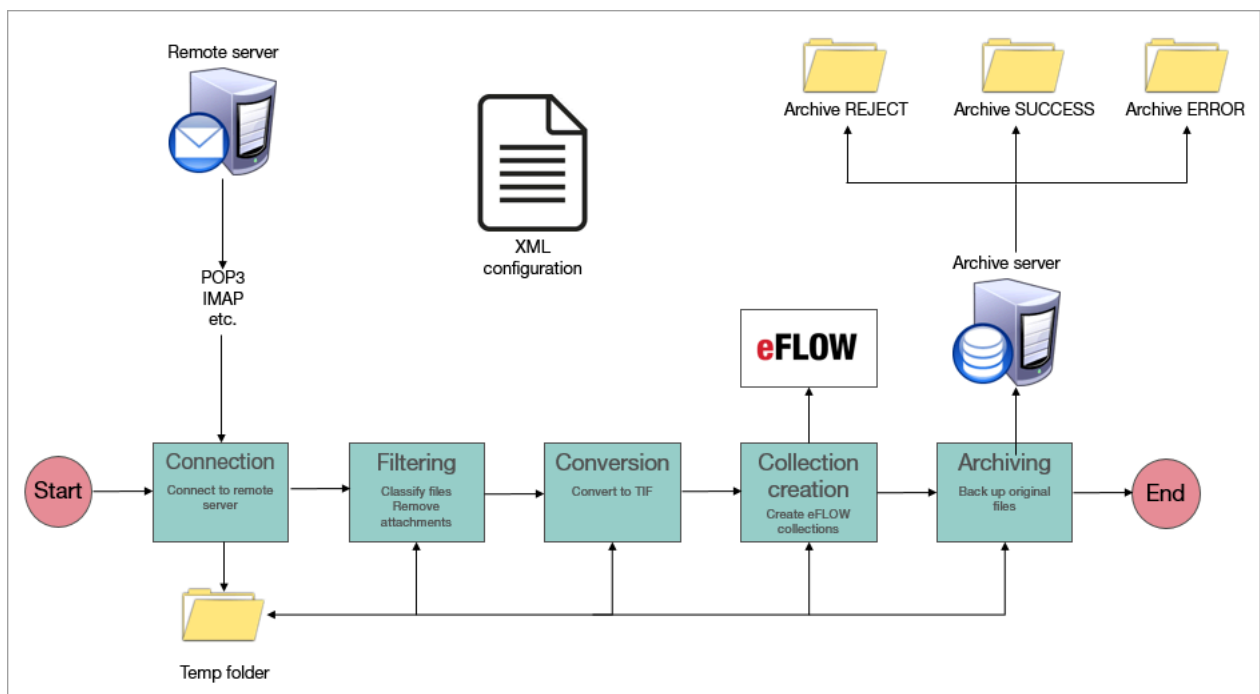 Remote server
Archive REJECT
Archive SUCCESS
Archive ERROR
XML
configuration
POP3
IMAP
etc.
Archive server
eFLOW
Start
Connection
Connect to remote
server
Filtering
Classify files
Remove
attachments
Conversion
Convert to TIF
Collection
creation
Create eFLOW
collections
Archiving
Back up original
files
End
Temp folder